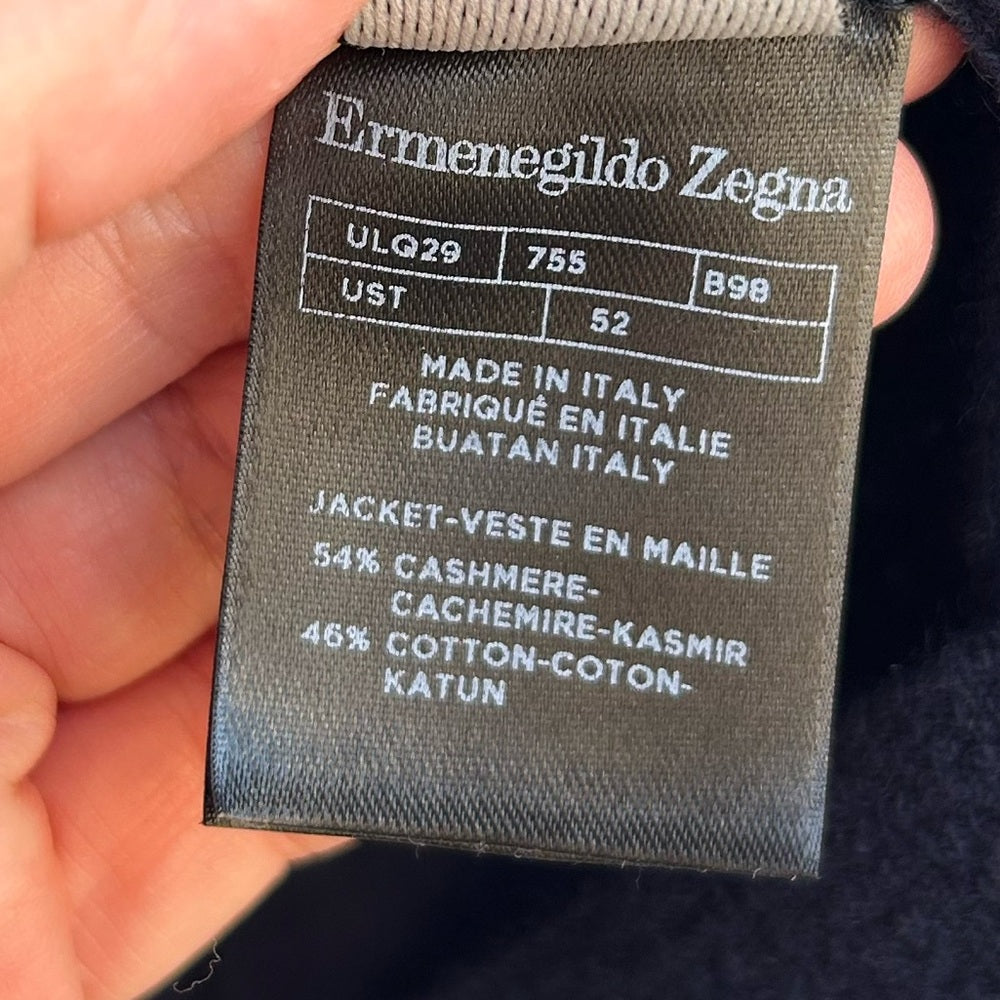 Ermenegildo Zegna
ULQ29 755 B98
UST 52
MADE IN ITALY
FABRIQUÉ EN ITALIE
BUATAN ITALY
JACKET-VESTE EN MAILLE
54% CASHMERE-
CACHEMIRE-KASMIR
46% COTTON-COTON-
KATUN